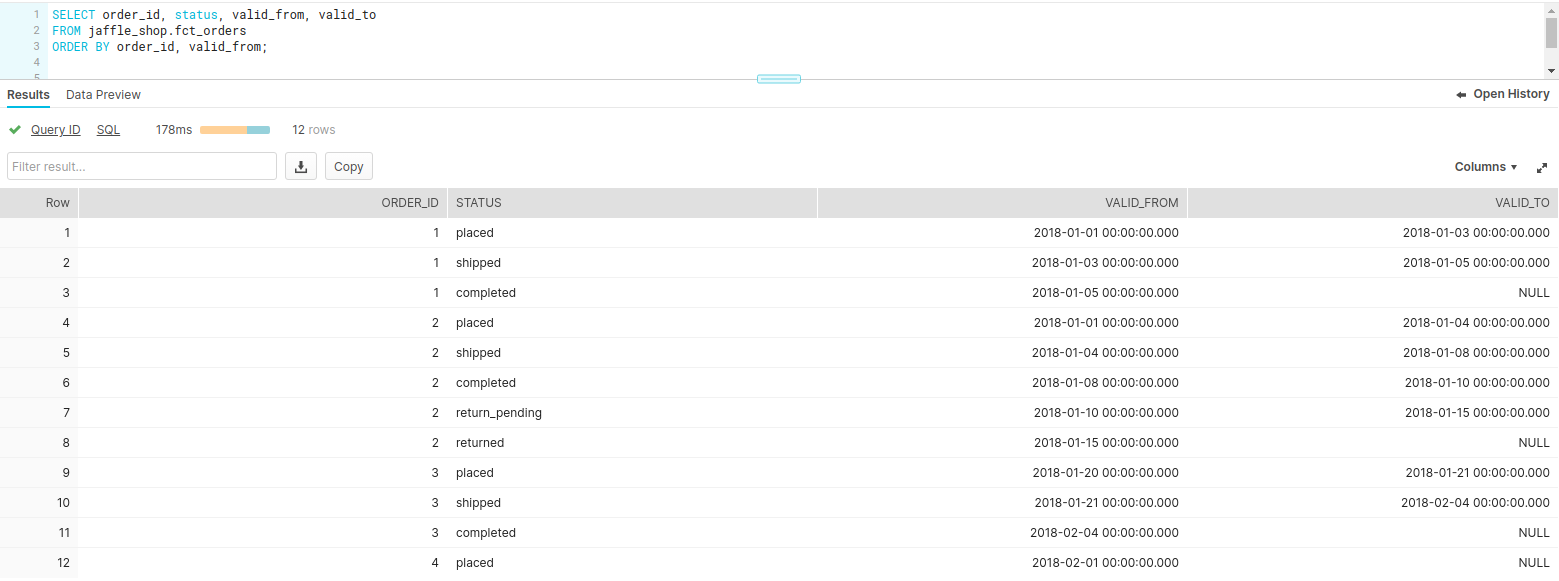 1 SELECT order_id, status, valid_from, valid_to
2 FROM jaffle_shop.fct_orders
3 ORDER BY order_id, valid_from;
4
5
Results Data Preview Open History
Query ID SQL 178ms 12 rows
Filter result... Copy Columns
Row ORDER_ID STATUS VALID_FROM VALID_TO
1 1 placed 2018-01-01 00:00:00.000 2018-01-03 00:00:00.000
2 1 shipped 2018-01-03 00:00:00.000 2018-01-05 00:00:00.000
3 1 completed 2018-01-05 00:00:00.000 NULL
4 2 placed 2018-01-01 00:00:00.000 2018-01-04 00:00:00.000
5 2 shipped 2018-01-04 00:00:00.000 2018-01-08 00:00:00.000
6 2 completed 2018-01-08 00:00:00.000 2018-01-10 00:00:00.000
7 2 return_pending 2018-01-10 00:00:00.000 2018-01-15 00:00:00.000
8 2 returned 2018-01-15 00:00:00.000 NULL
9 3 placed 2018-01-20 00:00:00.000 2018-01-21 00:00:00.000
10 3 shipped 2018-01-21 00:00:00.000 2018-02-04 00:00:00.000
11 3 completed 2018-02-04 00:00:00.000 NULL
12 4 placed 2018-02-01 00:00:00.000 NULL